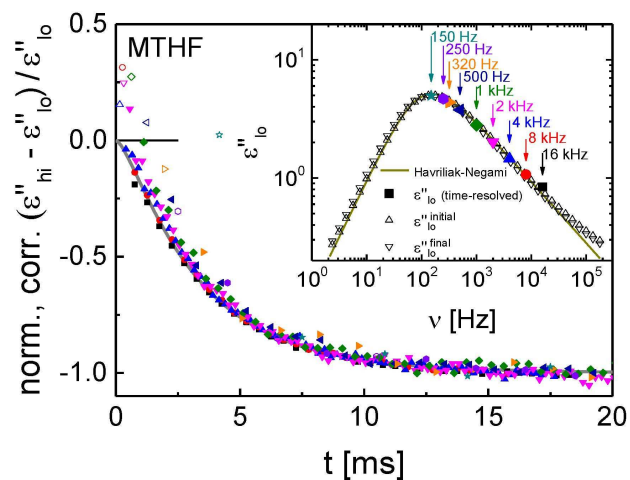 MTHF
norm., corr. (ε''hi - ε''lo) / ε''lo
0.0
-0.5
-1.0
0
5
10
15
20
t [ms]
ε''lo
10¹
10⁰
150 Hz
250 Hz
320 Hz
500 Hz
1 kHz
2 kHz
4 kHz
8 kHz
16 kHz
Havriliak-Negami
ε''lo (time-resolved)
ε''lo initial
ε''lo final
10⁰ 10¹ 10² 10³ 10⁴ 10⁵
ν [Hz]